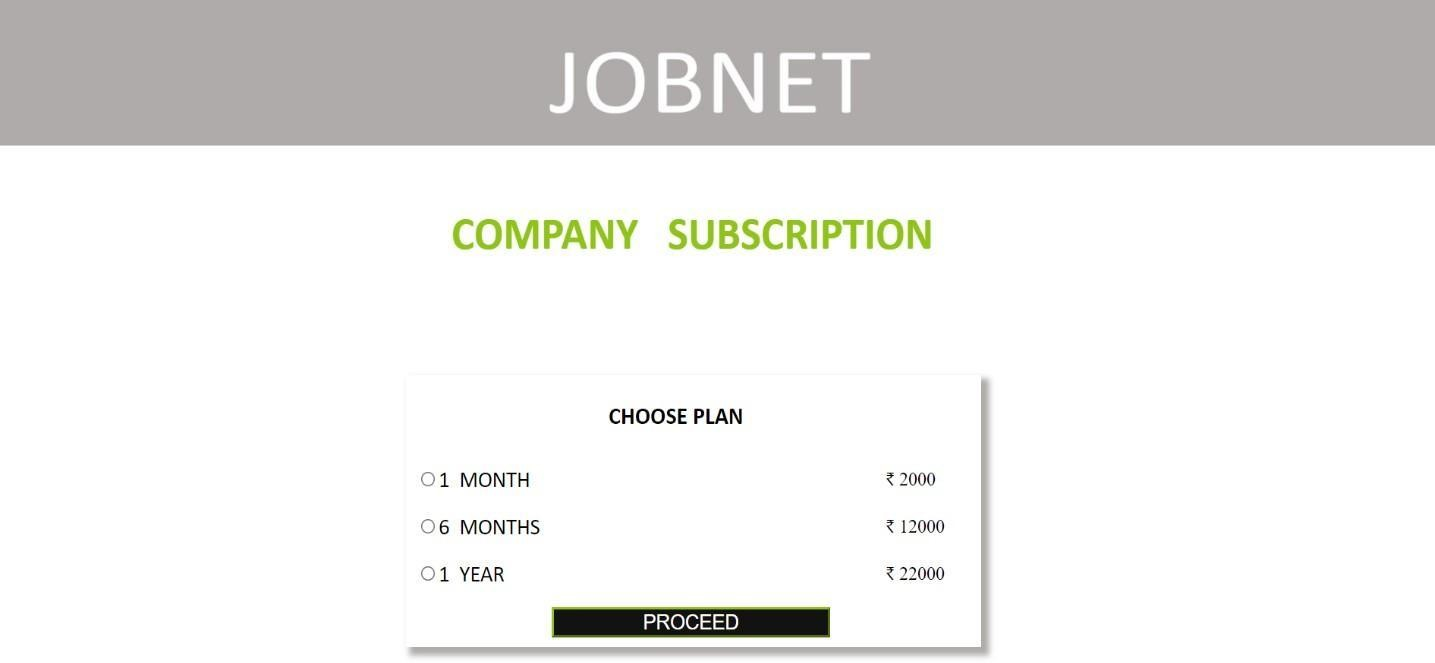 JOBNET
COMPANY SUBSCRIPTION
CHOOSE PLAN
1 MONTH ₹ 2000
6 MONTHS ₹ 12000
1 YEAR ₹ 22000
PROCEED